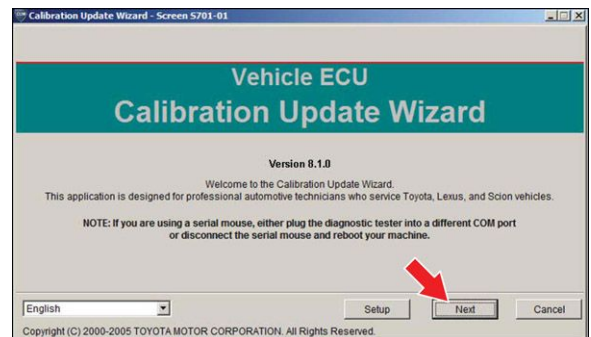 Calibration Update Wizard - Screen S701-01
Vehicle ECU
Calibration Update Wizard
Version 8.1.0
Welcome to the Calibration Update Wizard.
This application is designed for professional automotive technicians who service Toyota, Lexus, and Scion vehicles.
NOTE: If you are using a serial mouse, either plug the diagnostic tester into a different COM port
or disconnect the serial mouse and reboot your machine.
English Setup Next Cancel
Copyright (C) 2000-2005 TOYOTA MOTOR CORPORATION. All Rights Reserved.